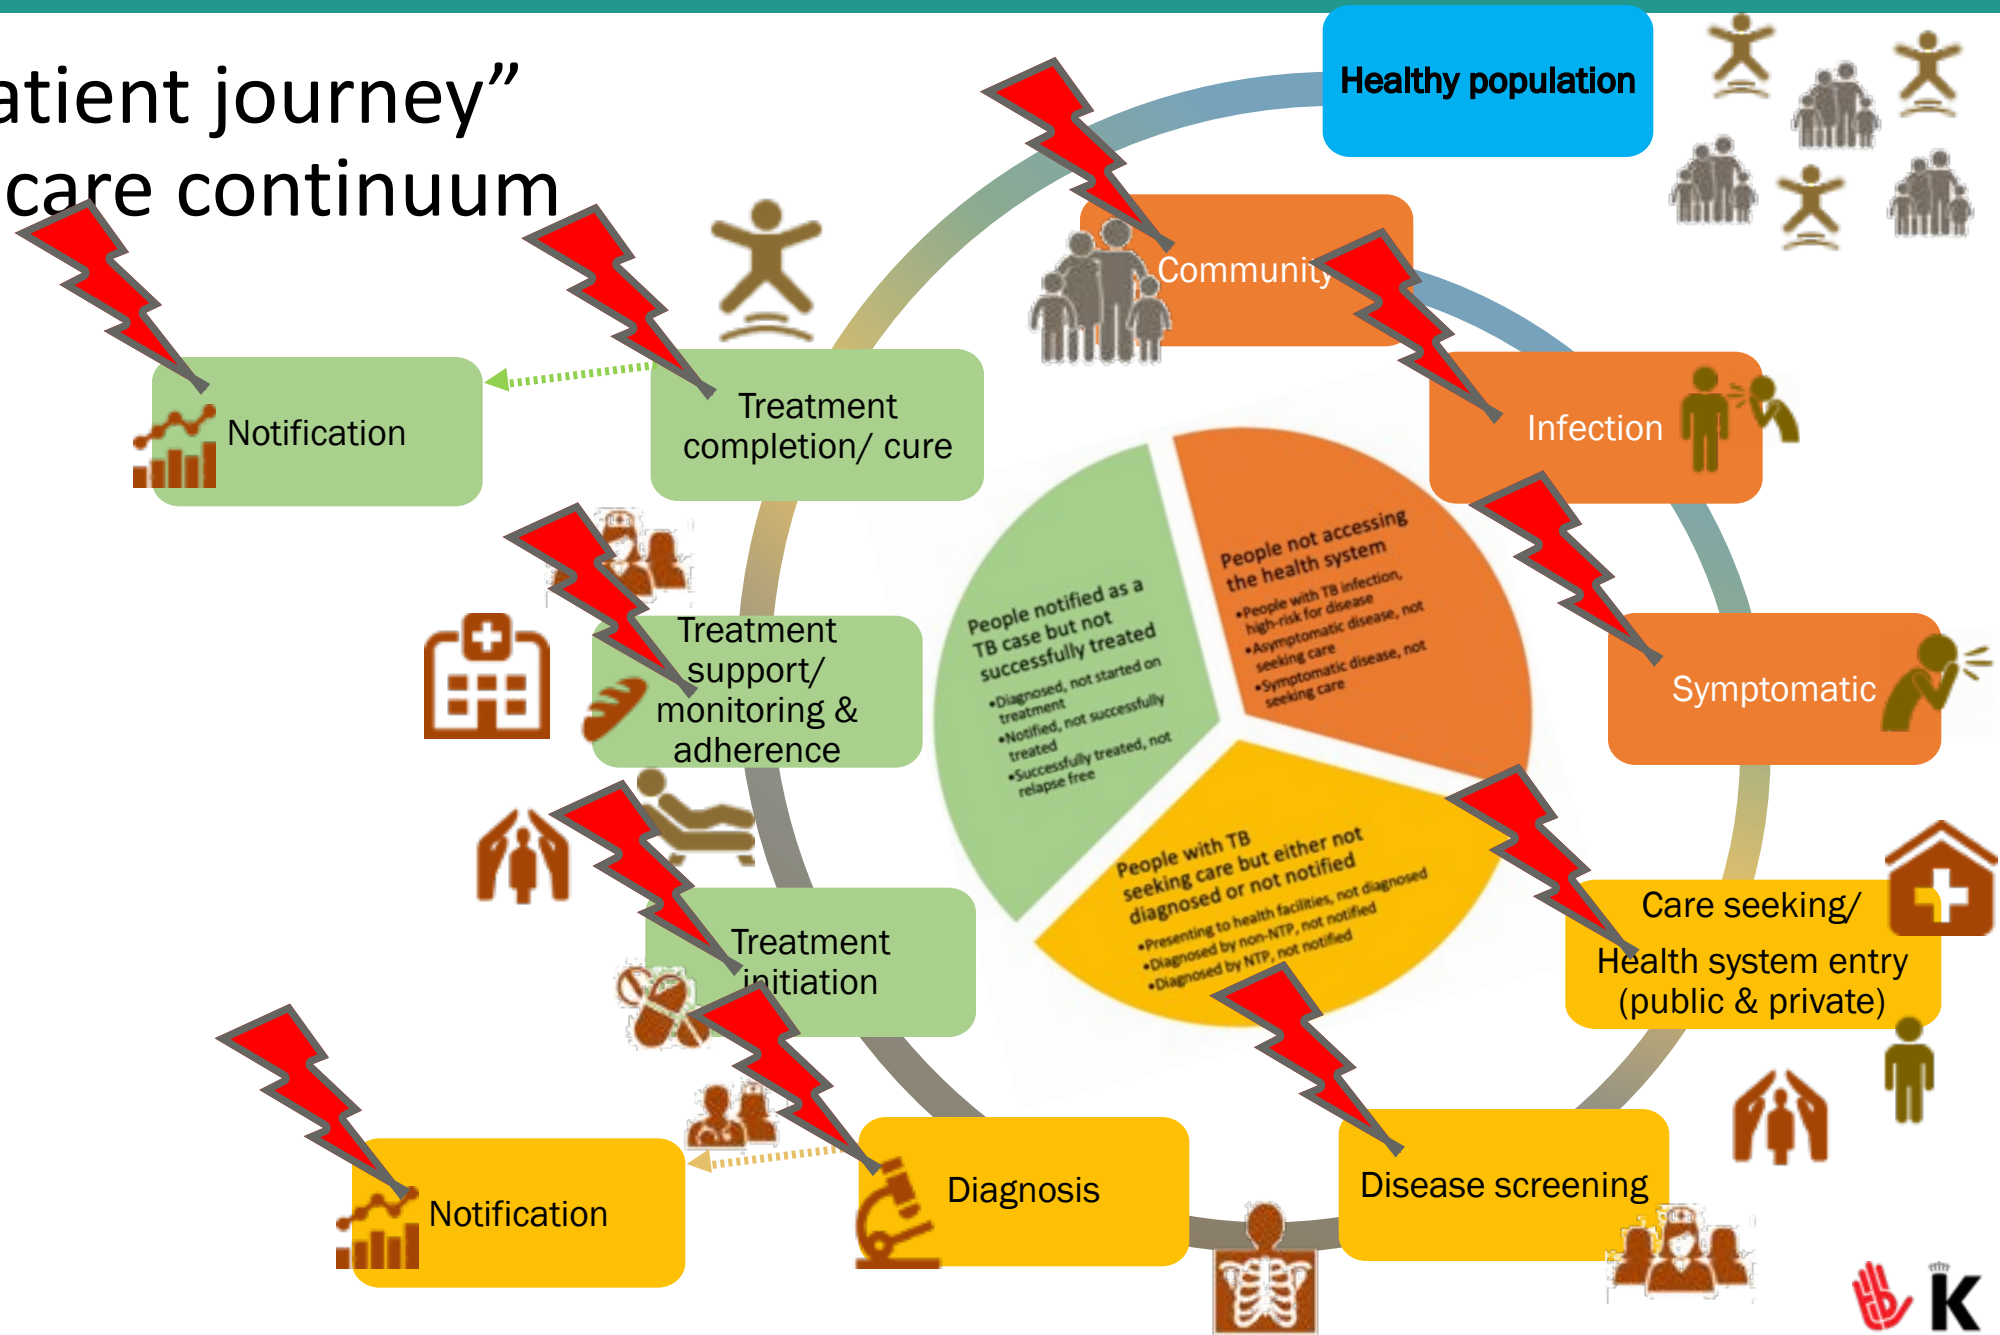 atient journey”
care continuum
Healthy population
Community
Infection
Symptomatic
Care seeking/
Health system entry
(public & private)
Disease screening
Diagnosis
Notification
Treatment
initiation
Treatment
support/
monitoring &
adherence
Treatment
completion/ cure
Notification
People not accessing
the health system
•People with TB infection,
high-risk for disease
•Asymptomatic disease, not
seeking care
•Symptomatic disease, not
seeking care
People with TB
seeking care but either not
diagnosed or not notified
•Presenting to health facilities, not diagnosed
•Diagnosed by non-NTP, not notified
•Diagnosed by NTP, not notified
People notified as a
TB case but not
successfully treated
•Diagnosed, not started on
treatment
•Notified, not successfully
treated
•Successfully treated, not
relapse free
K